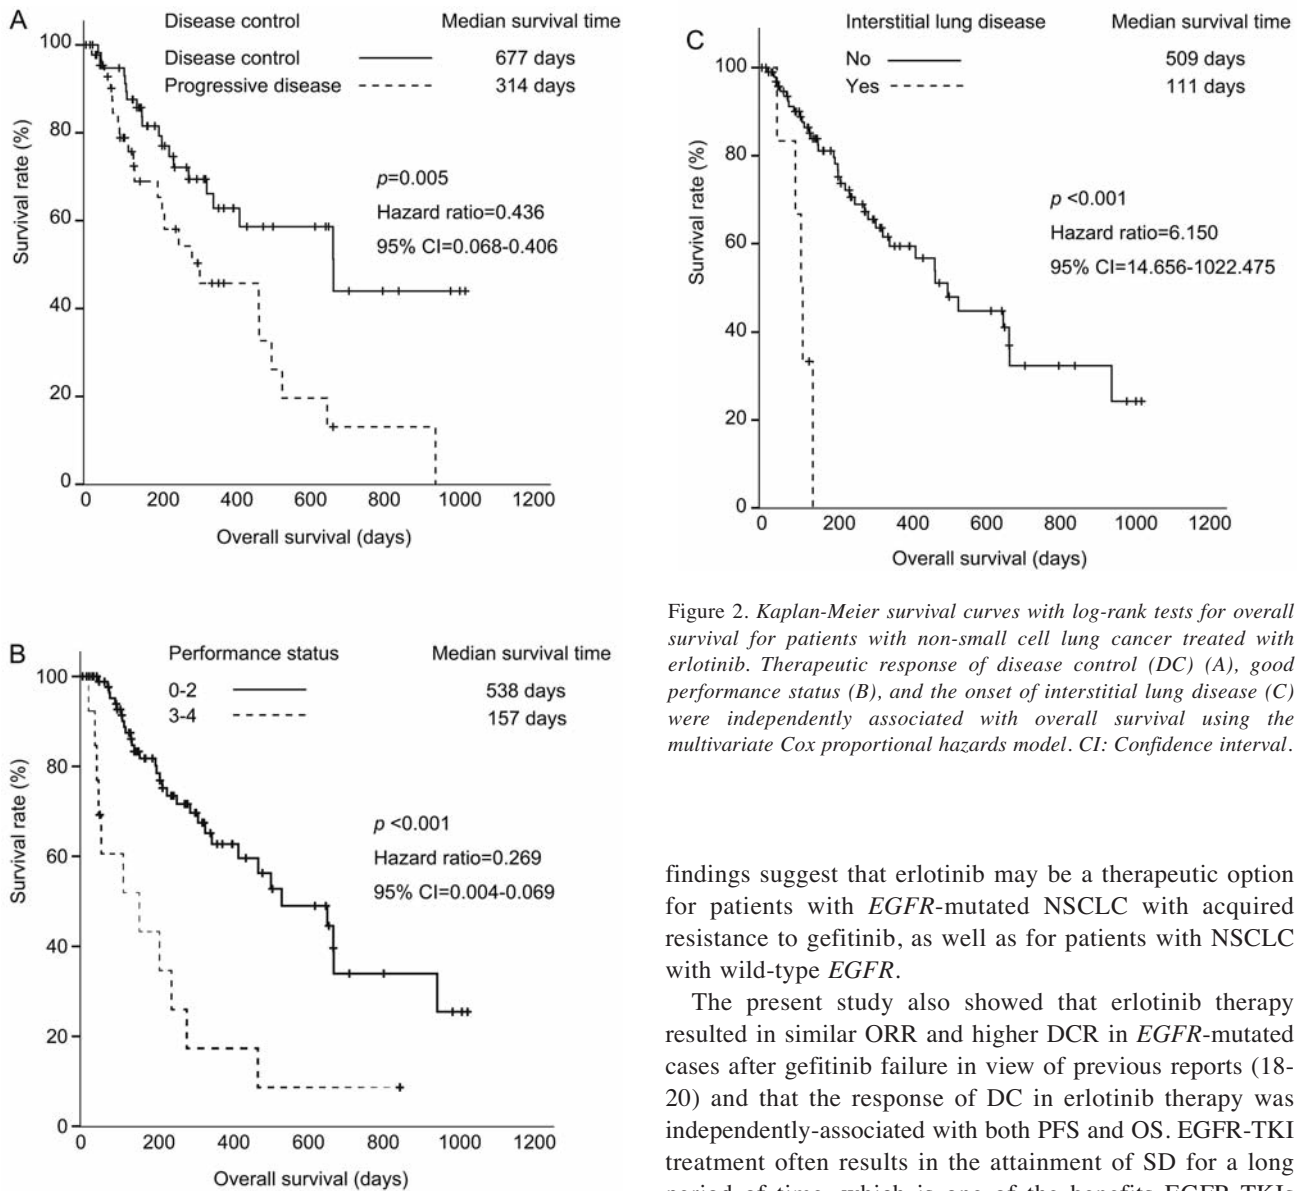 A
Disease control Median survival time
Disease control 677 days
Progressive disease 314 days
100
80
60
40
20
0
Survival rate (%)
p=0.005
Hazard ratio=0.436
95% CI=0.068-0.406
0 200 400 600 800 1000 1200
Overall survival (days)
B
Performance status Median survival time
0-2 538 days
3-4 157 days
100
80
60
40
20
0
Survival rate (%)
p <0.001
Hazard ratio=0.269
95% CI=0.004-0.069
0 200 400 600 800 1000 1200
Overall survival (days)
C
Interstitial lung disease Median survival time
No 509 days
Yes 111 days
100
80
60
40
20
0
Survival rate (%)
p <0.001
Hazard ratio=6.150
95% CI=14.656-1022.475
0 200 400 600 800 1000 1200
Overall survival (days)
Figure 2. Kaplan-Meier survival curves with log-rank tests for overall
survival for patients with non-small cell lung cancer treated with
erlotinib. Therapeutic response of disease control (DC) (A), good
performance status (B), and the onset of interstitial lung disease (C)
were independently associated with overall survival using the
multivariate Cox proportional hazards model. CI: Confidence interval.
findings suggest that erlotinib may be a therapeutic option
for patients with EGFR-mutated NSCLC with acquired
resistance to gefitinib, as well as for patients with NSCLC
with wild-type EGFR.
The present study also showed that erlotinib therapy
resulted in similar ORR and higher DCR in EGFR-mutated
cases after gefitinib failure in view of previous reports (18-
20) and that the response of DC in erlotinib therapy was
independently-associated with both PFS and OS. EGFR-TKI
treatment often results in the attainment of SD for a long
period of time, which is one of the benefits EGFR TKIs